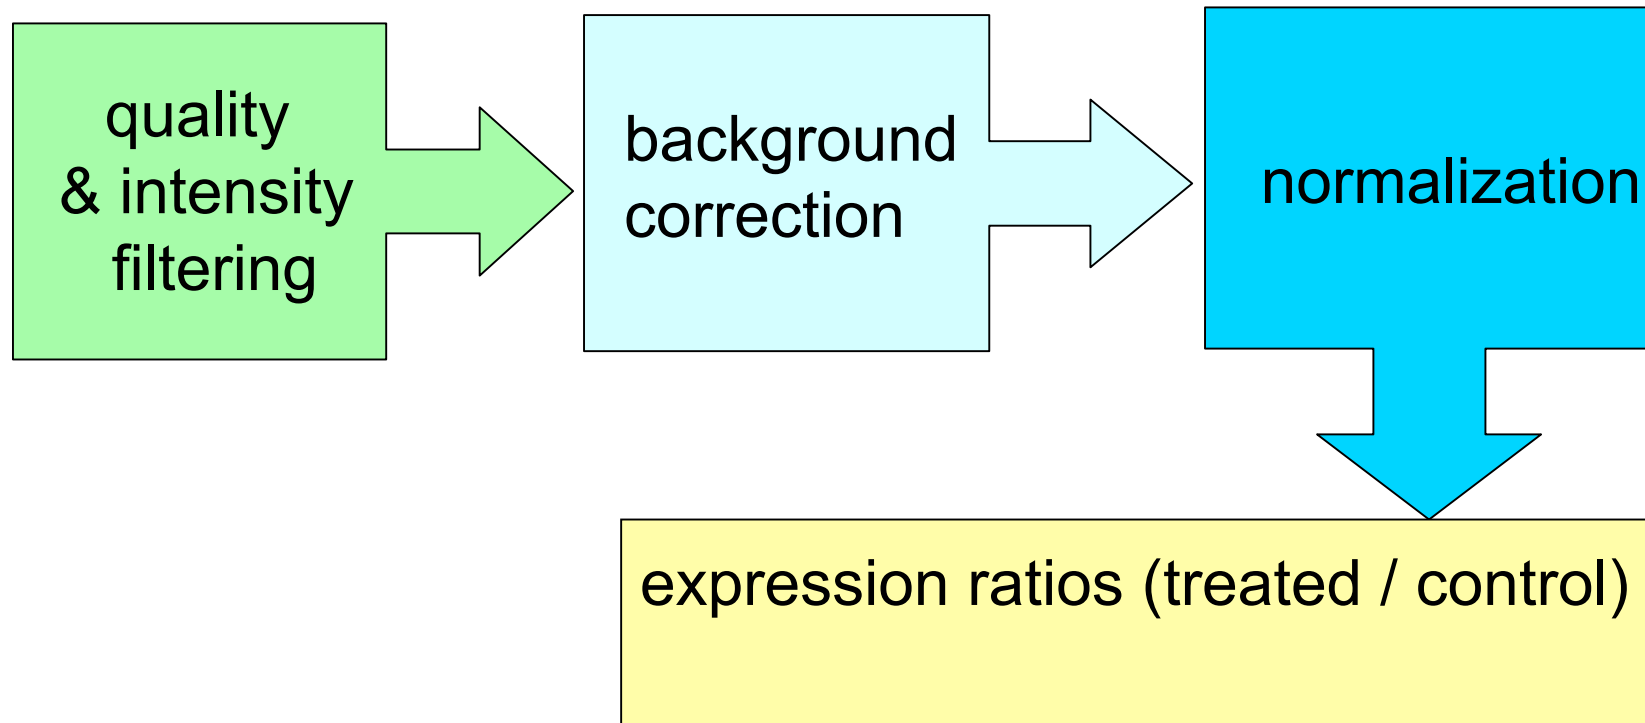 quality
& intensity
filtering
background
correction
normalization
expression ratios (treated / control)